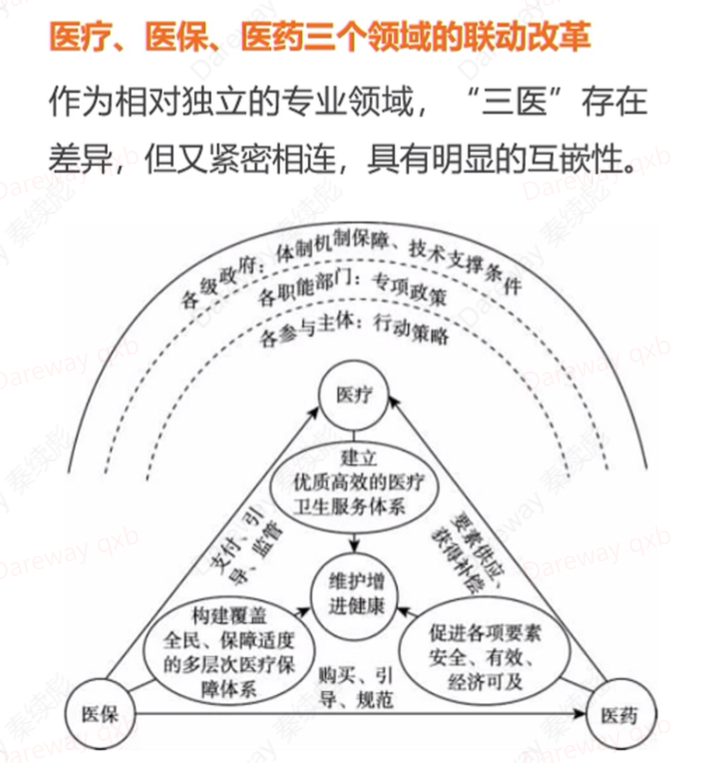 医疗、医保、医药三个领域的联动改革
作为相对独立的专业领域，“三医”存在
差异，但又紧密相连，具有明显的互嵌性。
各级政府：体制机制保障、技术支撑条件
各职能部门：专项政策
各参与主体：行动策略
医疗
建立
优质高效的医疗
卫生服务体系
支付、引
导、监管
要素供应、
获得补偿
维护增
进健康
构建覆盖
全民、保障适度
的多层次医疗保
障体系
促进各项要素
安全、有效、
经济可及
购买、引
导、规范
医保
医药
Dareway 秦续彪
Dareway qxb